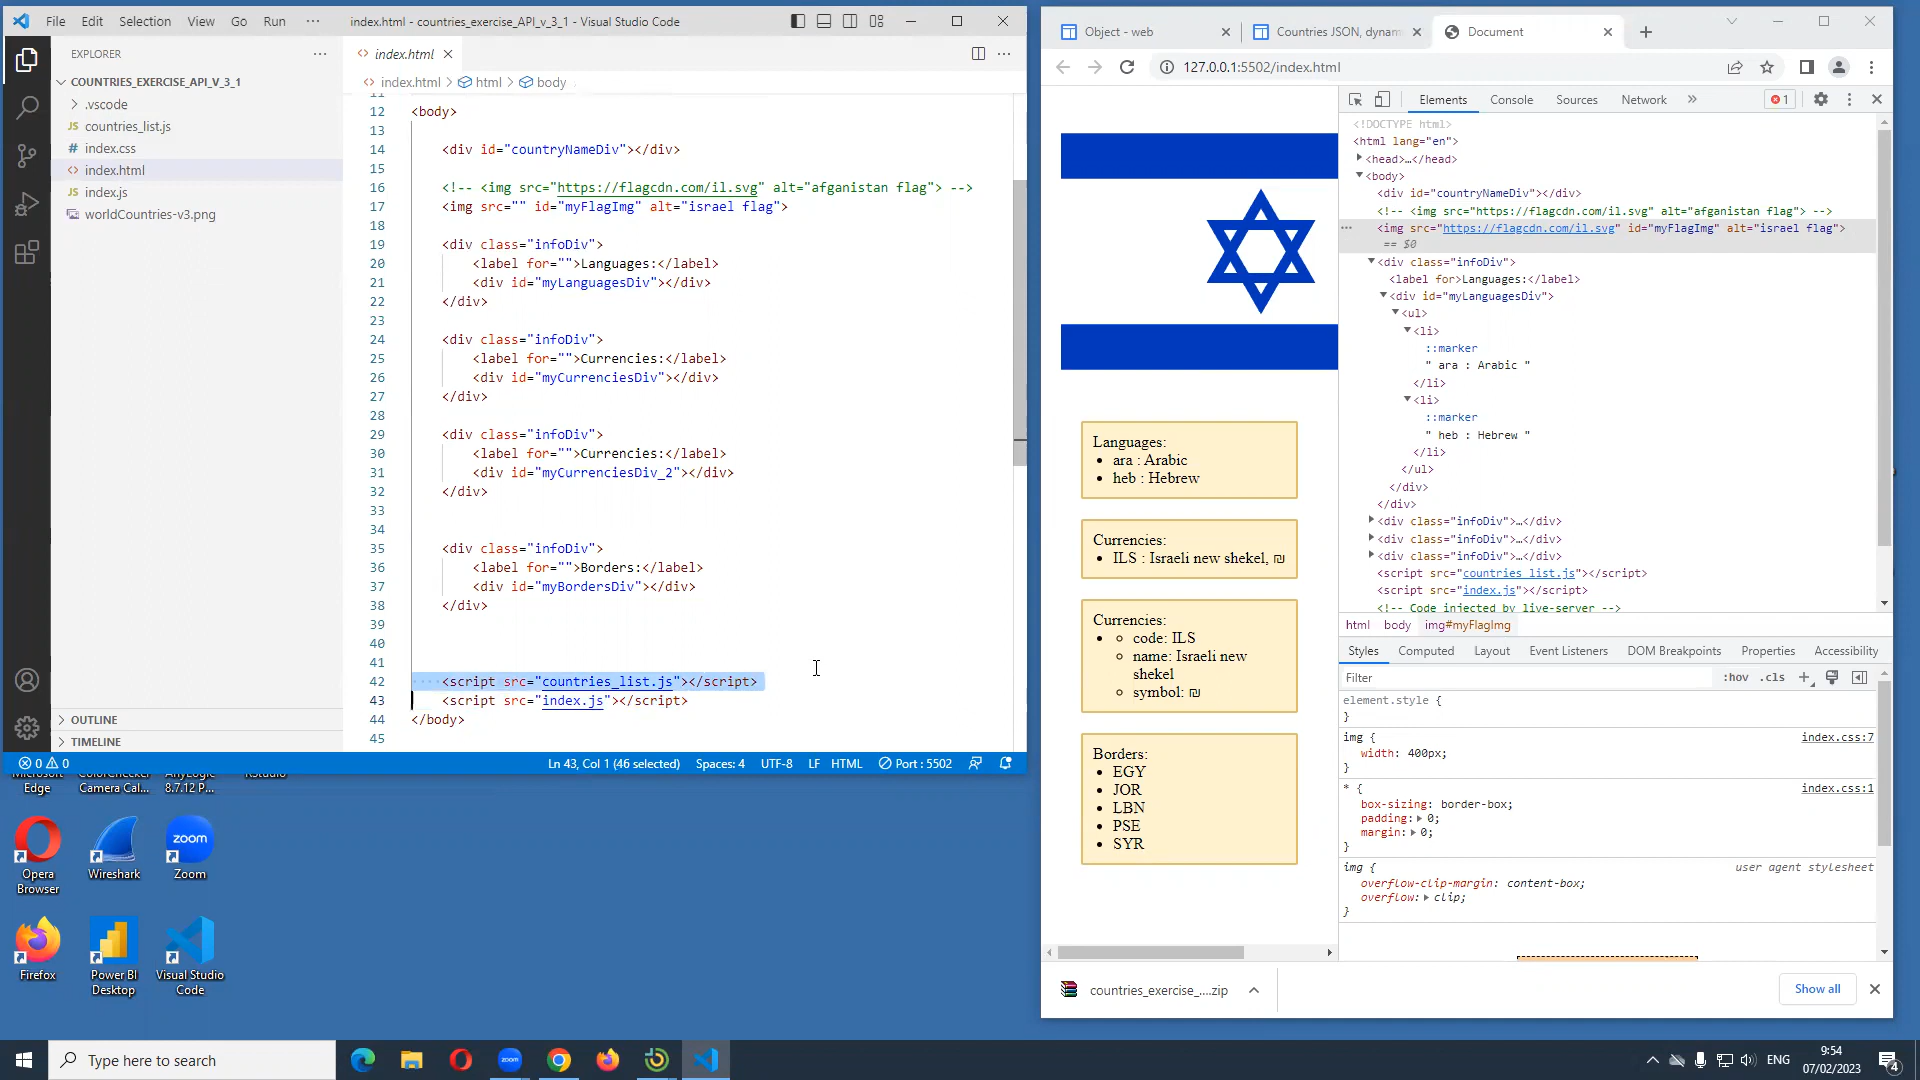 File Edit Selection View Go Run ··· index.html - countries_exercise_API_v_3_1 - Visual Studio Code
EXPLORER ···
COUNTRIES_EXERCISE_API_V_3_1
.vscode
JS countries_list.js
# index.css
<> index.html
JS index.js
worldCountries-v3.png
OUTLINE
TIMELINE
<> index.html
<> index.html > html > body
11
12 <body>
13
14 <div id="countryNameDiv"></div>
15
16 <!-- <img src="https://flagcdn.com/il.svg" alt="afganistan flag"> -->
17 <img src="" id="myFlagImg" alt="israel flag">
18
19 <div class="infoDiv">
20 <label for="">Languages:</label>
21 <div id="myLanguagesDiv"></div>
22 </div>
23
24 <div class="infoDiv">
25 <label for="">Currencies:</label>
26 <div id="myCurrenciesDiv"></div>
27 </div>
28
29 <div class="infoDiv">
30 <label for="">Currencies:</label>
31 <div id="myCurrenciesDiv_2"></div>
32 </div>
33
34
35 <div class="infoDiv">
36 <label for="">Borders:</label>
37 <div id="myBordersDiv"></div>
38 </div>
39
40
41
42 ····<script src="countries_list.js"></script>
43 <script src="index.js"></script>
44 </body>
45
0 0 Ln 43, Col 1 (46 selected) Spaces: 4 UTF-8 LF HTML Port : 5502
Microsoft Edge
ColorChecker Camera Cal...
AnyLogic 8.7.12 P...
RStudio
Opera Browser
Wireshark
zoom
Zoom
Firefox
Power BI Desktop
Visual Studio Code
Object - web
Countries JSON, dynam
Document
127.0.0.1:5502/index.html
Languages:
• ara : Arabic
• heb : Hebrew
Currencies:
• ILS : Israeli new shekel, ₪
Currencies:
• ◦ code: ILS
◦ name: Israeli new
shekel
◦ symbol: ₪
Borders:
• EGY
• JOR
• LBN
• PSE
• SYR
Elements Console Sources Network » 1
<!DOCTYPE html>
<html lang="en">
<head>…</head>
<body>
<div id="countryNameDiv"></div>
<!-- <img src="https://flagcdn.com/il.svg" alt="afganistan flag"> -->
··· <img src="https://flagcdn.com/il.svg" id="myFlagImg" alt="israel flag">
== $0
<div class="infoDiv">
<label for>Languages:</label>
<div id="myLanguagesDiv">
<ul>
<li>
::marker
" ara : Arabic "
</li>
<li>
::marker
" heb : Hebrew "
</li>
</ul>
</div>
</div>
<div class="infoDiv">…</div>
<div class="infoDiv">…</div>
<div class="infoDiv">…</div>
<script src="countries_list.js"></script>
<script src="index.js"></script>
<!-- Code injected by live-server -->
html body img#myFlagImg
Styles Computed Layout Event Listeners DOM Breakpoints Properties Accessibility
Filter :hov .cls +
element.style {
}
img { index.css:7
width: 400px;
}
* { index.css:1
box-sizing: border-box;
padding: 0;
margin: 0;
}
img { user agent stylesheet
overflow-clip-margin: content-box;
overflow: clip;
}
countries_exercise_....zip
Show all
Type here to search
zoom
ENG
9:54
07/02/2023
4